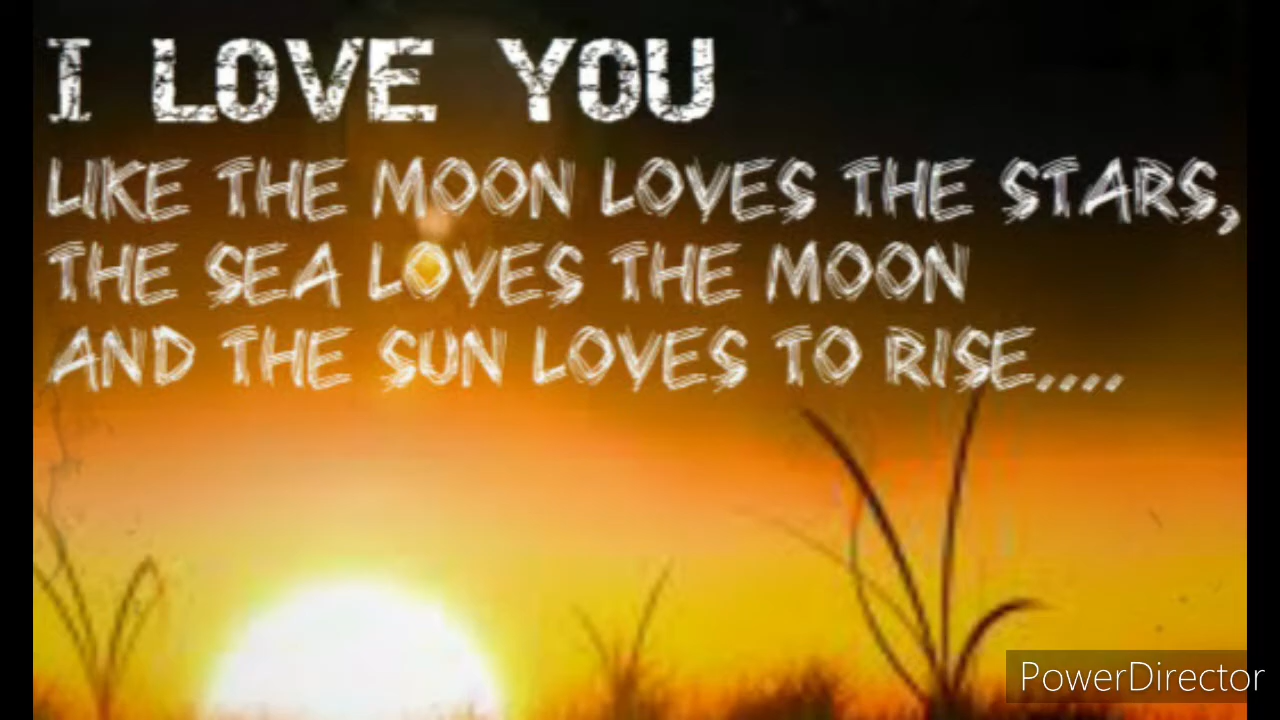 I LOVE YOU
LIKE THE MOON LOVES THE STARS,
THE SEA LOVES THE MOON
AND THE SUN LOVES TO RISE....
PowerDirector